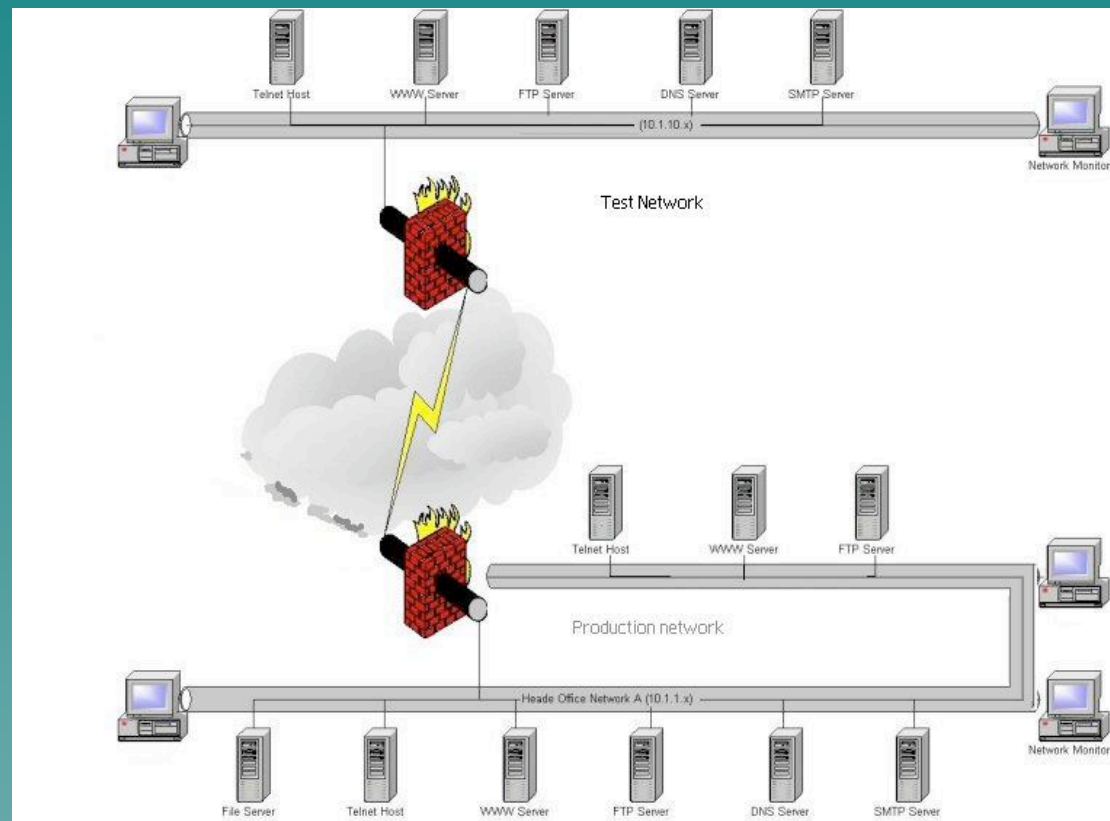 Telnet Host
WWW Server
FTP Server
DNS Server
SMTP Server
(10.1.10.x)
Network Monitor
Test Network
Telnet Host
WWW Server
FTP Server
Production network
Heade Office Network A (10.1.1.x)
Network Monitor
File Server
Telnet Host
WWW Server
FTP Server
DNS Server
SMTP Server